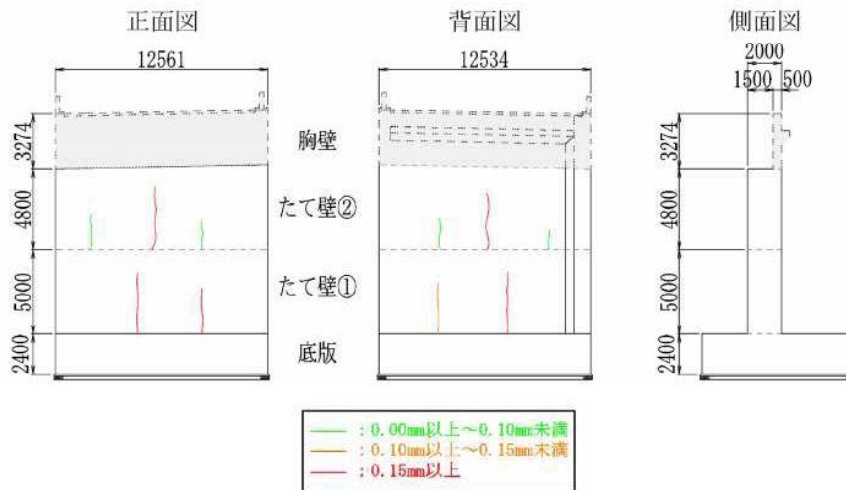 正面図
背面図
側面図
12561
12534
2000
1500
500
3274
胸壁
3274
4800
たて壁②
4800
5000
たて壁①
5000
2400
底版
2400
: 0.00mm以上～0.10mm未満
: 0.10mm以上～0.15mm未満
: 0.15mm以上